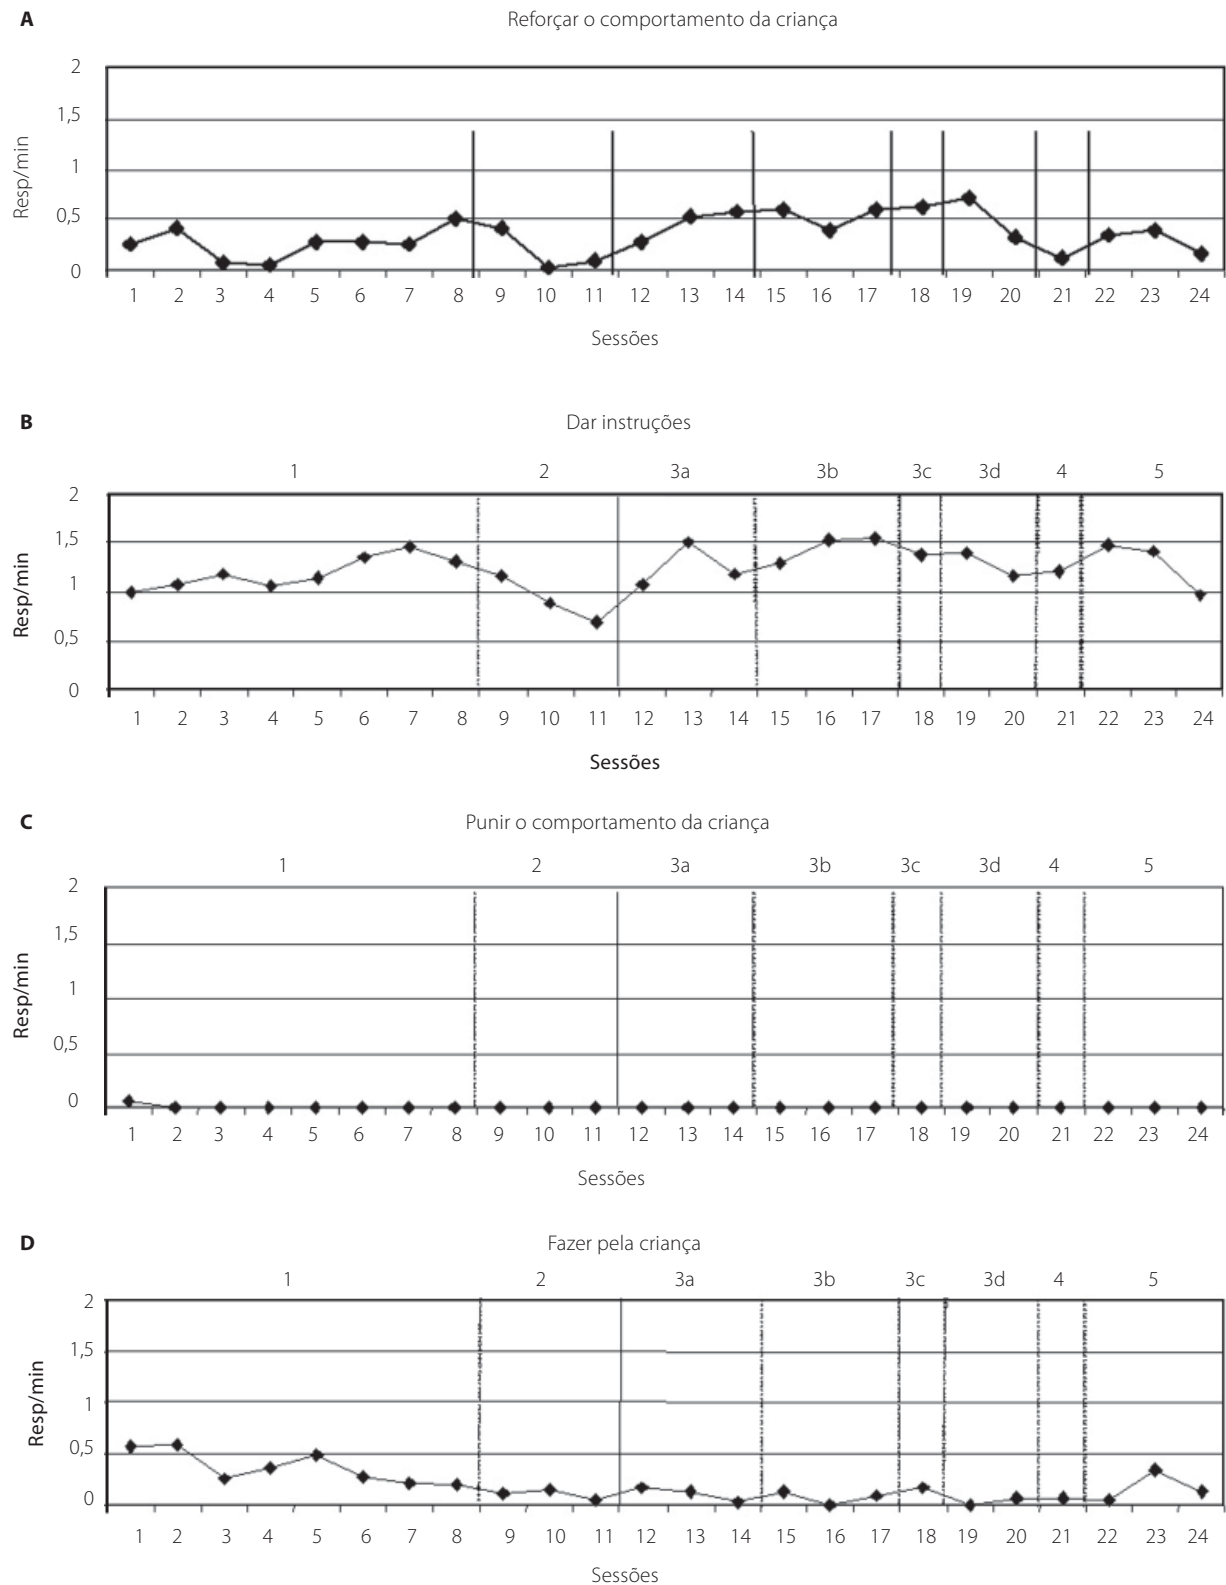 A Reforçar o comportamento da criança
2
1,5
1
0,5
0
Resp/min
1 2 3 4 5 6 7 8 9 10 11 12 13 14 15 16 17 18 19 20 21 22 23 24
Sessões
B Dar instruções
1 2 3a 3b 3c 3d 4 5
2
1,5
1
0,5
0
Resp/min
1 2 3 4 5 6 7 8 9 10 11 12 13 14 15 16 17 18 19 20 21 22 23 24
Sessões
C Punir o comportamento da criança
1 2 3a 3b 3c 3d 4 5
2
1,5
1
0,5
0
Resp/min
1 2 3 4 5 6 7 8 9 10 11 12 13 14 15 16 17 18 19 20 21 22 23 24
Sessões
D Fazer pela criança
1 2 3a 3b 3c 3d 4 5
2
1,5
1
0,5
0
Resp/min
1 2 3 4 5 6 7 8 9 10 11 12 13 14 15 16 17 18 19 20 21 22 23 24
Sessões